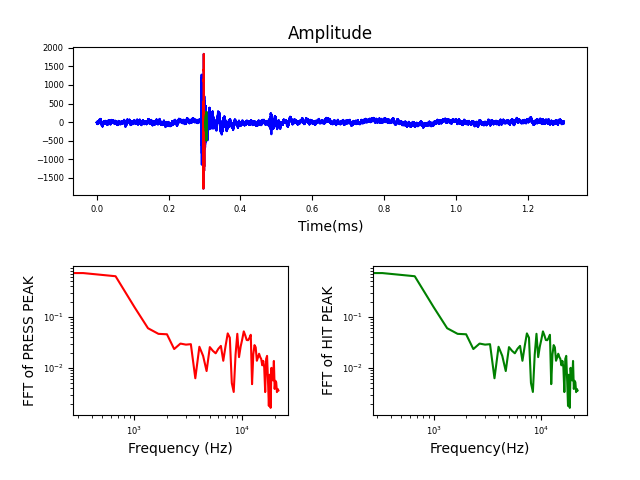 Amplitude
2000
1500
1000
500
0
−500
−1000
−1500
0.0 0.2 0.4 0.6 0.8 1.0 1.2
Time(ms)
FFT of PRESS PEAK
10⁻¹
10⁻²
10³ 10⁴
Frequency (Hz)
FFT of HIT PEAK
10⁻¹
10⁻²
10³ 10⁴
Frequency(Hz)